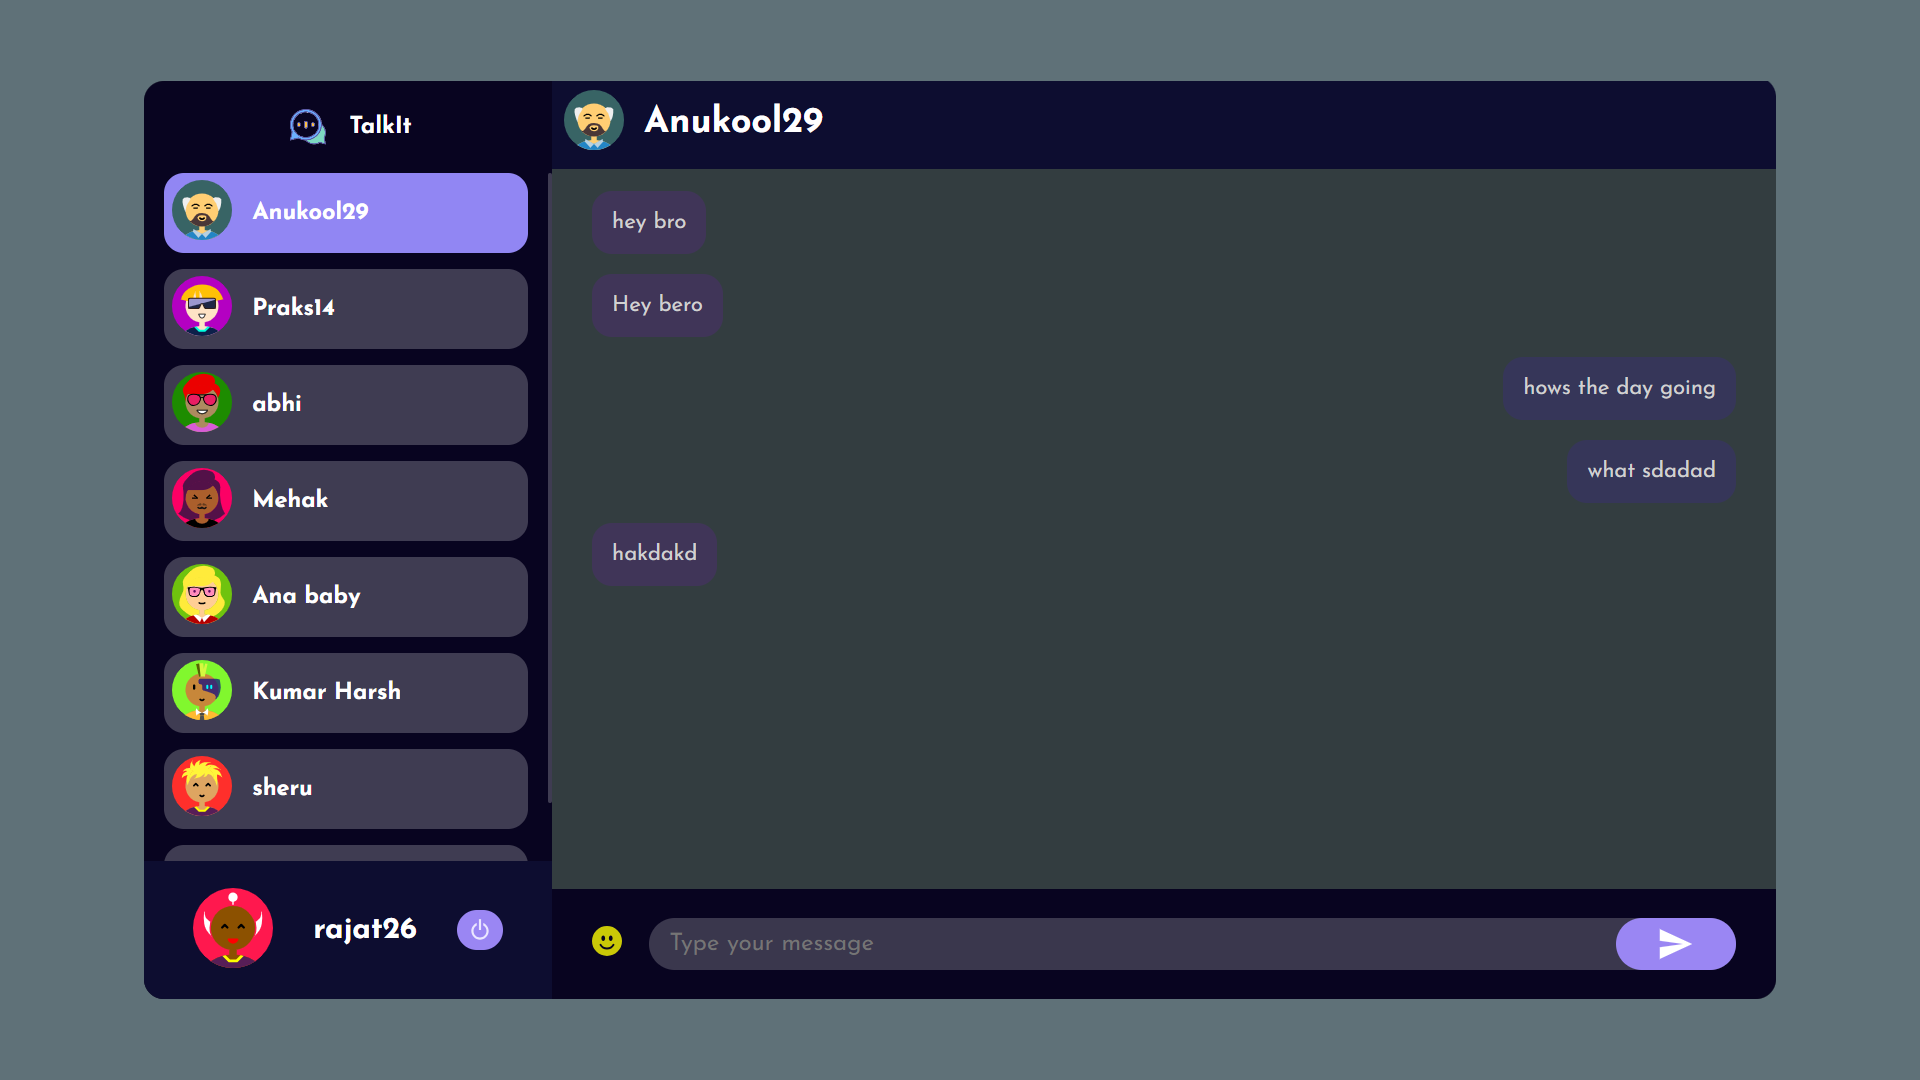 TalkIt
Anukool29
Praks14
abhi
Mehak
Ana baby
Kumar Harsh
sheru
rajat26
Anukool29
hey bro
Hey bero
hows the day going
what sdadad
hakdakd
Type your message